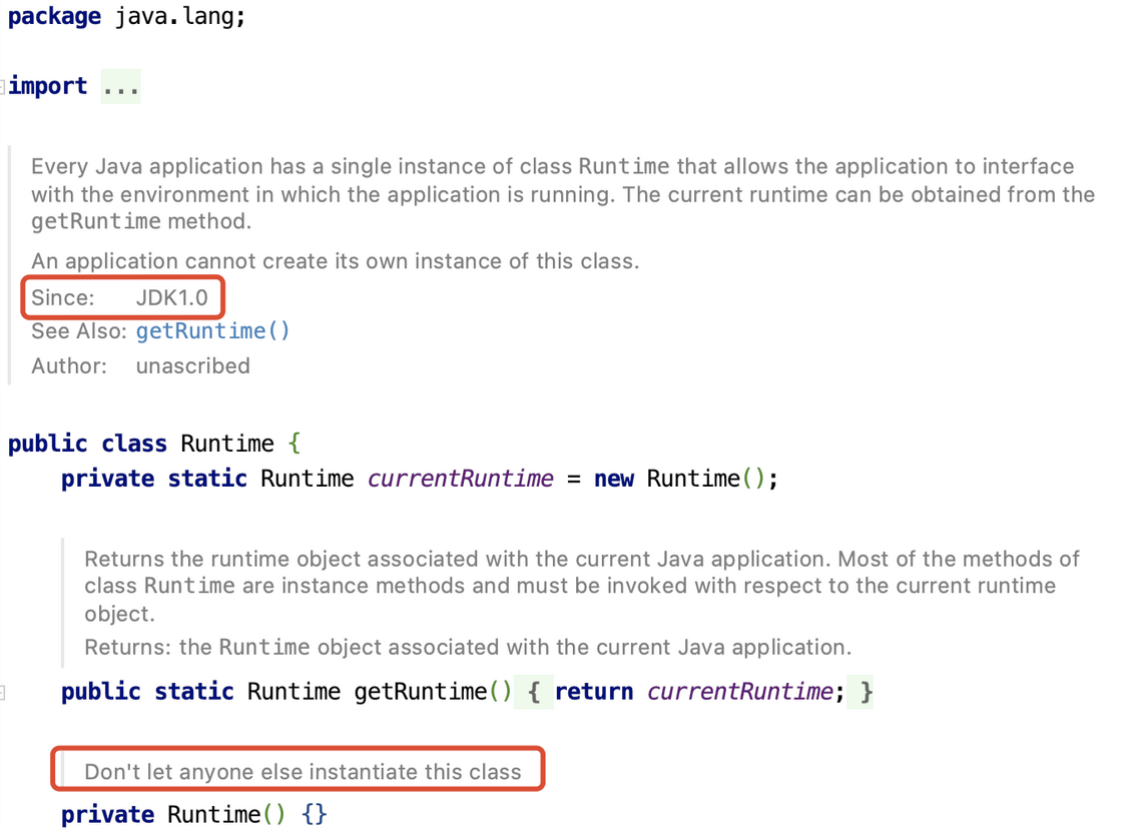 package java.lang;
import ...
Every Java application has a single instance of class Runtime that allows the application to interface
with the environment in which the application is running. The current runtime can be obtained from the
getRuntime method.
An application cannot create its own instance of this class.
Since: JDK1.0
See Also: getRuntime()
Author: unascribed
public class Runtime {
private static Runtime currentRuntime = new Runtime();
Returns the runtime object associated with the current Java application. Most of the methods of
class Runtime are instance methods and must be invoked with respect to the current runtime
object.
Returns: the Runtime object associated with the current Java application.
public static Runtime getRuntime() { return currentRuntime; }
Don't let anyone else instantiate this class
private Runtime() {}